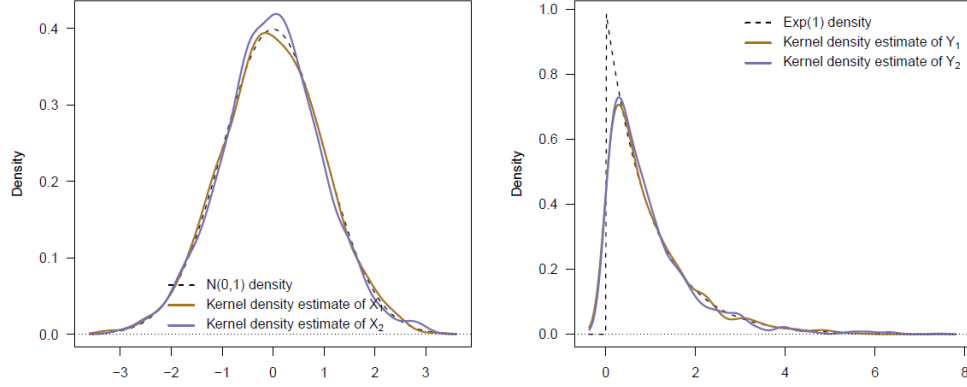 Density
0.4
0.3
0.2
0.1
0.0
−3 −2 −1 0 1 2 3
N(0,1) density
Kernel density estimate of X1
Kernel density estimate of X2
Density
1.0
0.8
0.6
0.4
0.2
0.0
0 2 4 6 8
Exp(1) density
Kernel density estimate of Y1
Kernel density estimate of Y2